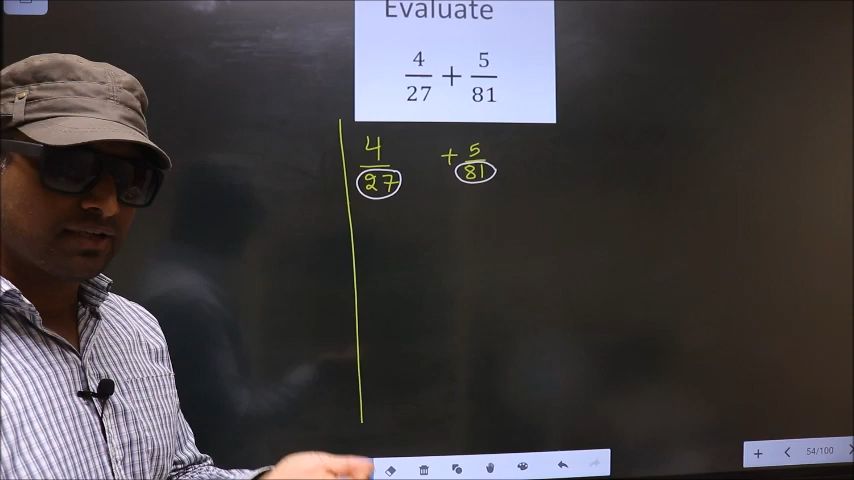 Evaluate
4/27 + 5/81
4/27 + 5/81
54/100